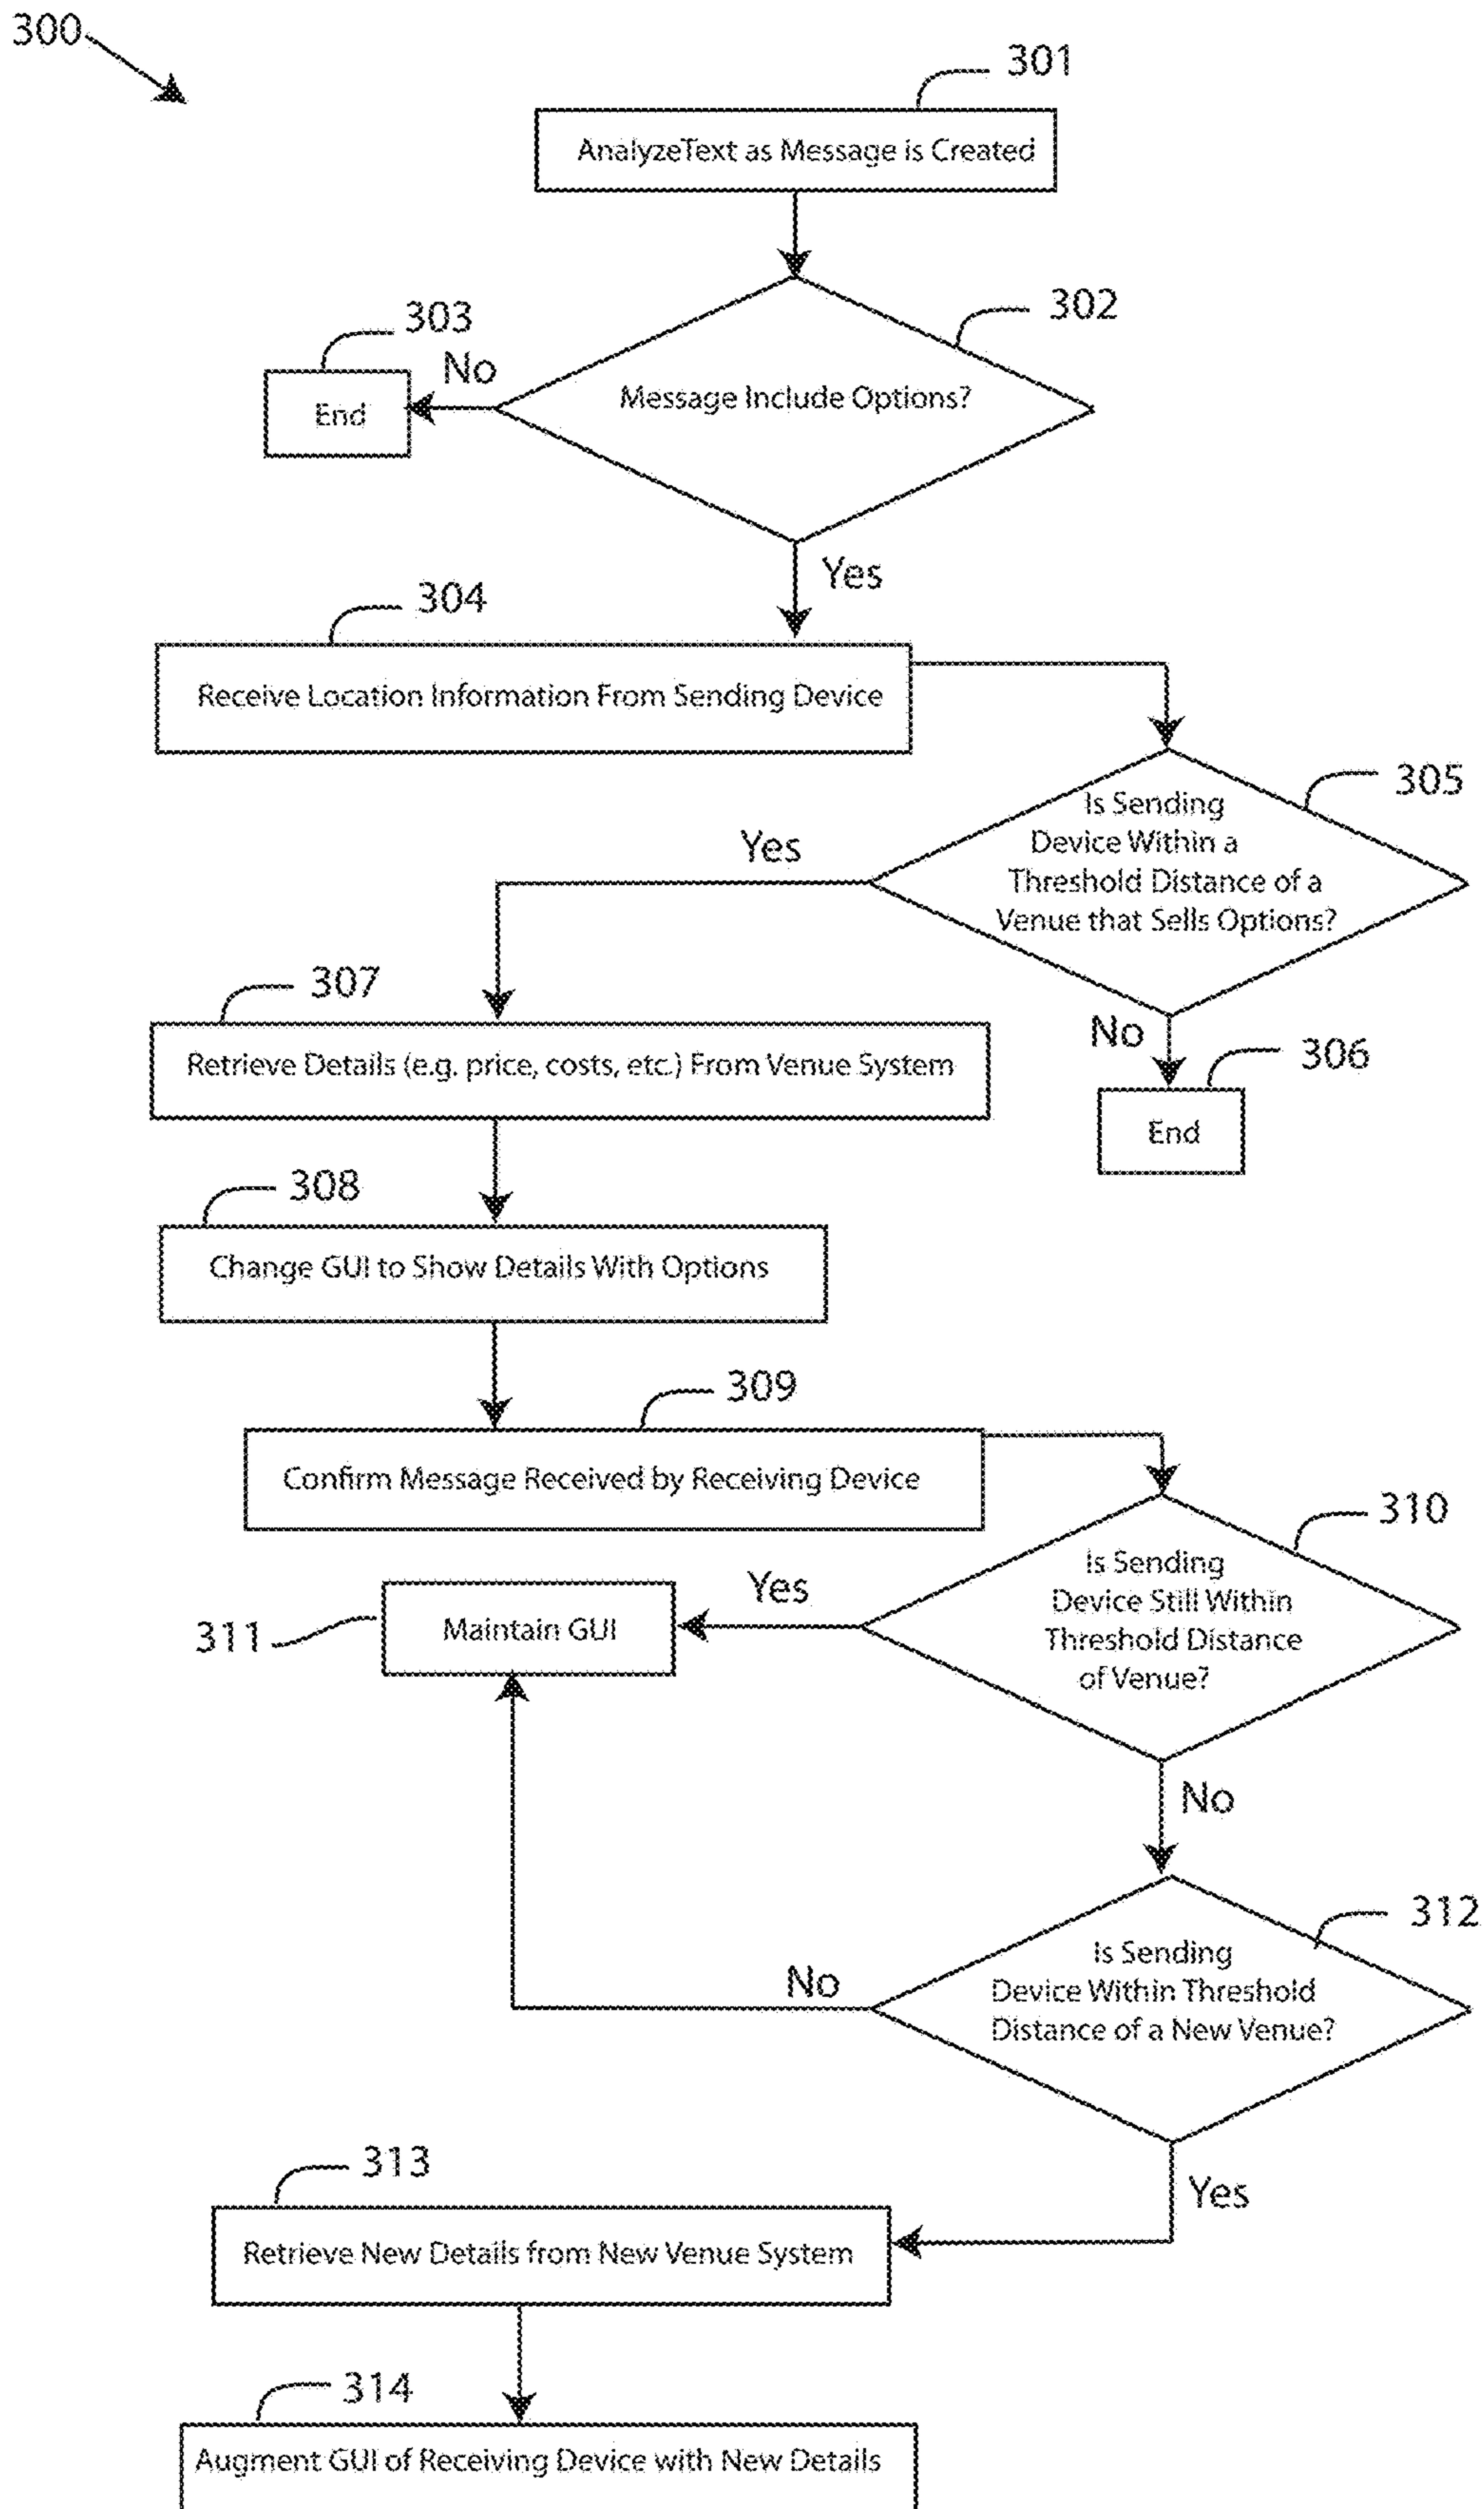 300
301
AnalyzeText as Message is Created
302
303
No
Message Include Options?
End
Yes
304
Receive Location Information From Sending Device
305
Is Sending
Device Within a
Threshold Distance of a
Venue that Sells Options?
Yes
307
No
306
Retrieve Details (e.g. price, costs, etc.) From Venue System
End
308
Change GUI to Show Details With Options
309
Confirm Message Received by Receiving Device
310
Is Sending
Device Still Within
Threshold Distance
of Venue?
Yes
311
Maintain GUI
No
312
Is Sending
Device Within Threshold
Distance of a New Venue?
No
313
Yes
Retrieve New Details from New Venue System
314
Augment GUI of Receiving Device with New Details